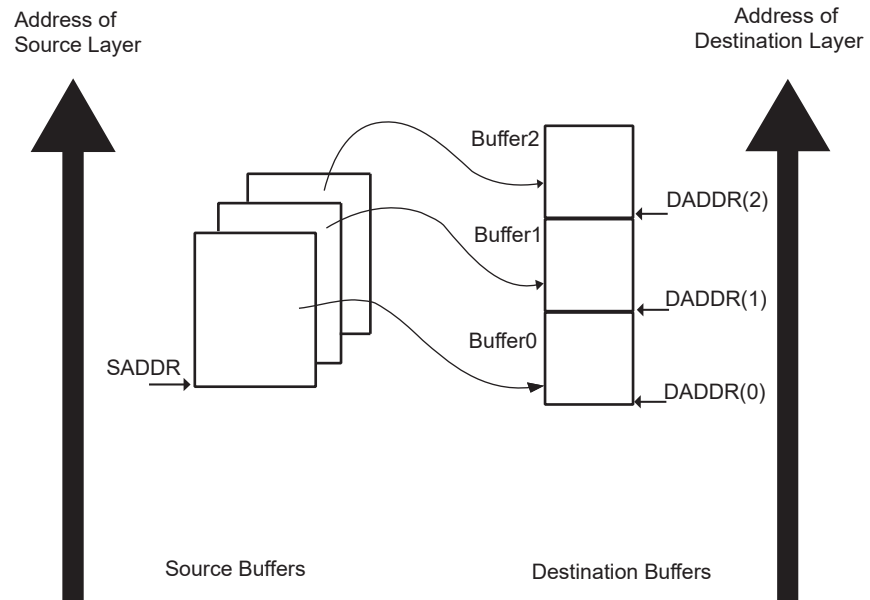 Address of
Source Layer
Address of
Destination Layer
Buffer2
DADDR(2)
Buffer1
DADDR(1)
Buffer0
SADDR
DADDR(0)
Source Buffers
Destination Buffers